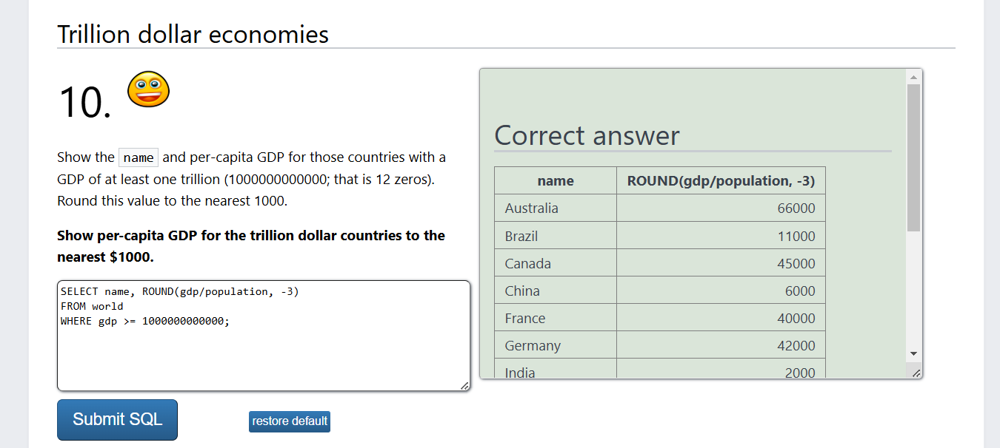 Trillion dollar economies
10.
Show the name and per-capita GDP for those countries with a
GDP of at least one trillion (1000000000000; that is 12 zeros).
Round this value to the nearest 1000.
Show per-capita GDP for the trillion dollar countries to the
nearest $1000.
SELECT name, ROUND(gdp/population, -3)
FROM world
WHERE gdp >= 1000000000000;
Submit SQL
restore default
Correct answer
name ROUND(gdp/population, -3)
Australia 66000
Brazil 11000
Canada 45000
China 6000
France 40000
Germany 42000
India 2000